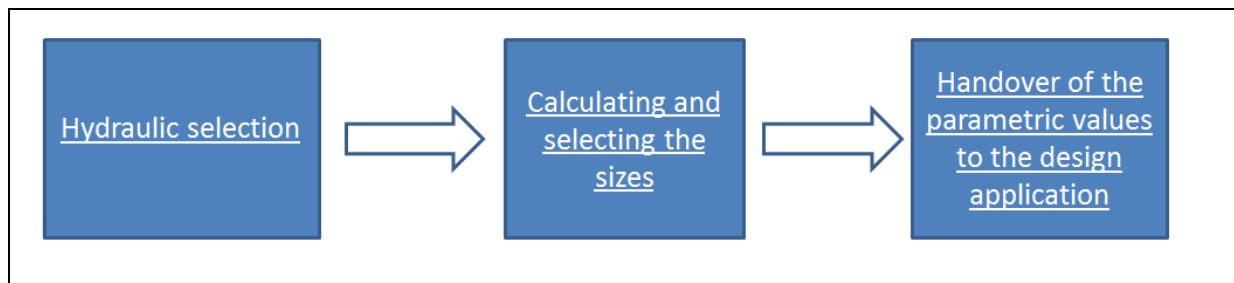 Hydraulic selection
Calculating and
selecting the
sizes
Handover of the
parametric values
to the design
application